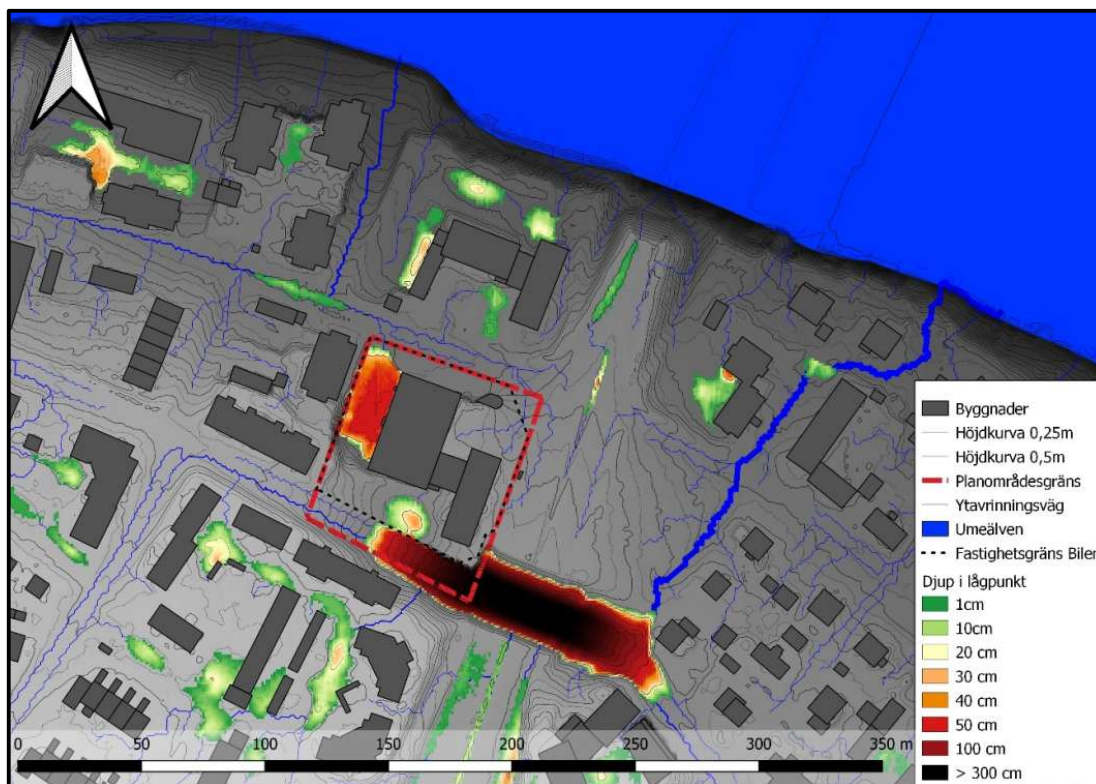 Byggnader
Höjdkurva 0,25m
Höjdkurva 0,5m
Planområdesgräns
Ytavrinningsväg
Umeälven
Fastighetsgräns Bilen
Djup i lågpunkt
1cm
10cm
20 cm
30 cm
40 cm
50 cm
100 cm
> 300 cm
0 50 100 150 200 250 300 350 m